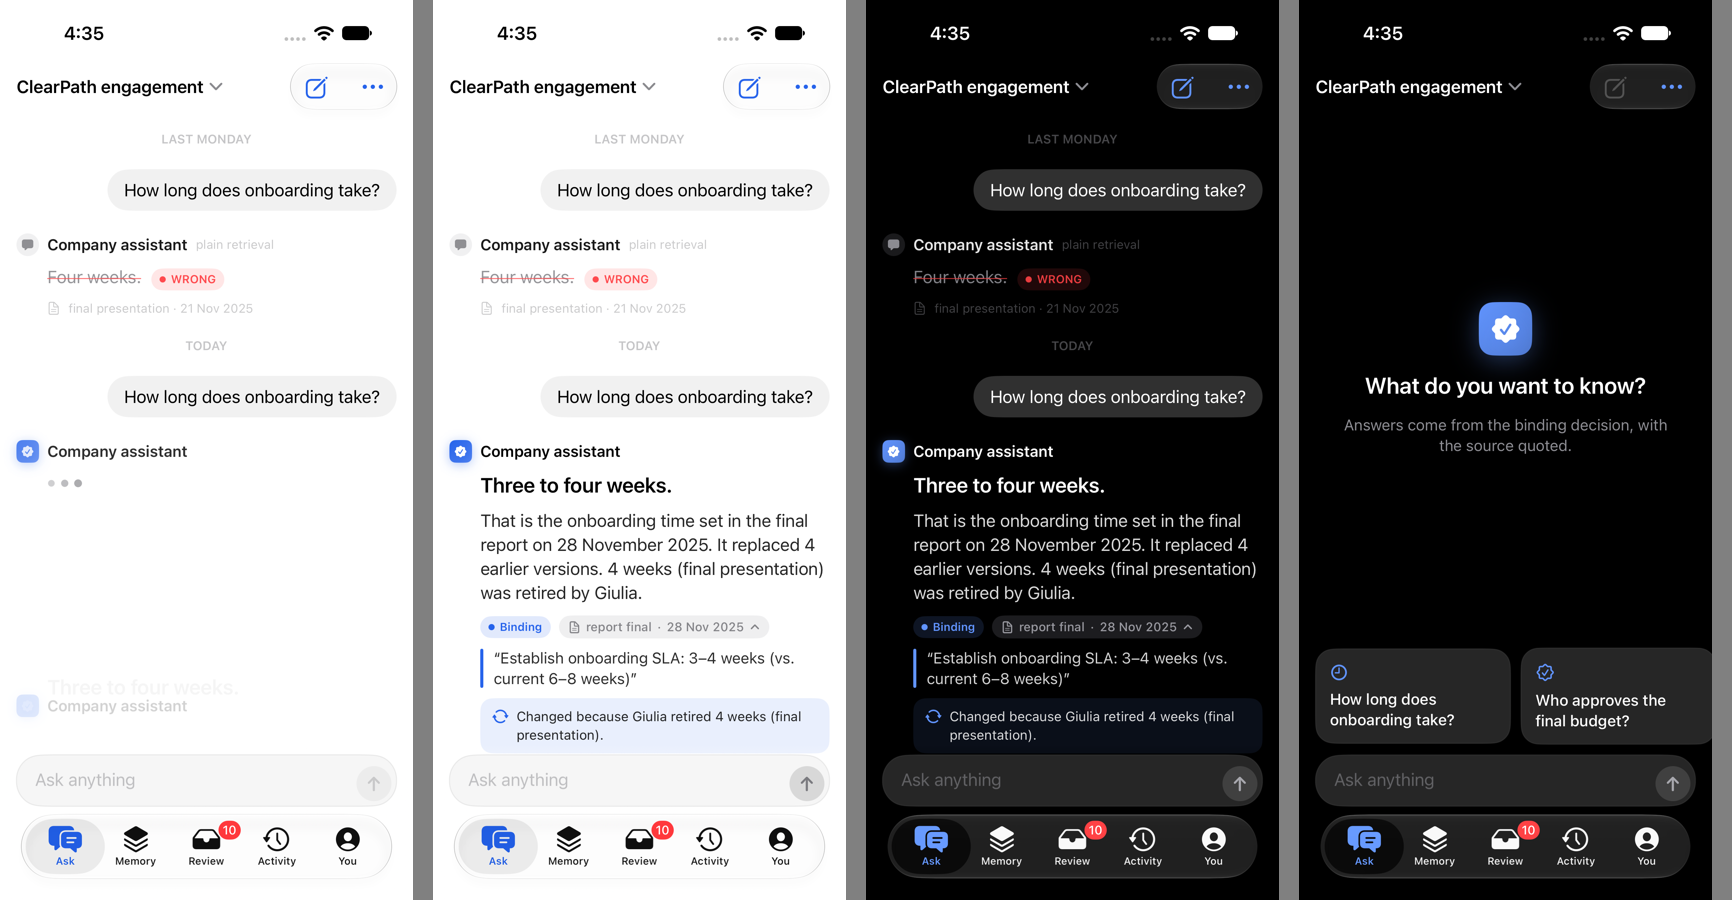 4:35
ClearPath engagement
LAST MONDAY
How long does onboarding take?
Company assistant plain retrieval
Four weeks. WRONG
final presentation · 21 Nov 2025
TODAY
How long does onboarding take?
Company assistant
Three to four weeks.
Company assistant
Ask anything
10
Ask Memory Review Activity You
4:35
ClearPath engagement
LAST MONDAY
How long does onboarding take?
Company assistant plain retrieval
Four weeks. WRONG
final presentation · 21 Nov 2025
TODAY
How long does onboarding take?
Company assistant
Three to four weeks.
That is the onboarding time set in the final
report on 28 November 2025. It replaced 4
earlier versions. 4 weeks (final presentation)
was retired by Giulia.
Binding report final · 28 Nov 2025
“Establish onboarding SLA: 3–4 weeks (vs.
current 6–8 weeks)”
Changed because Giulia retired 4 weeks (final
presentation).
Ask anything
10
Ask Memory Review Activity You
4:35
ClearPath engagement
LAST MONDAY
How long does onboarding take?
Company assistant plain retrieval
Four weeks. WRONG
final presentation · 21 Nov 2025
TODAY
How long does onboarding take?
Company assistant
Three to four weeks.
That is the onboarding time set in the final
report on 28 November 2025. It replaced 4
earlier versions. 4 weeks (final presentation)
was retired by Giulia.
Binding report final · 28 Nov 2025
“Establish onboarding SLA: 3–4 weeks (vs.
current 6–8 weeks)”
Changed because Giulia retired 4 weeks (final
presentation).
Ask anything
10
Ask Memory Review Activity You
4:35
ClearPath engagement
What do you want to know?
Answers come from the binding decision, with
the source quoted.
How long does
onboarding take?
Who approves the
final budget?
Ask anything
10
Ask Memory Review Activity You